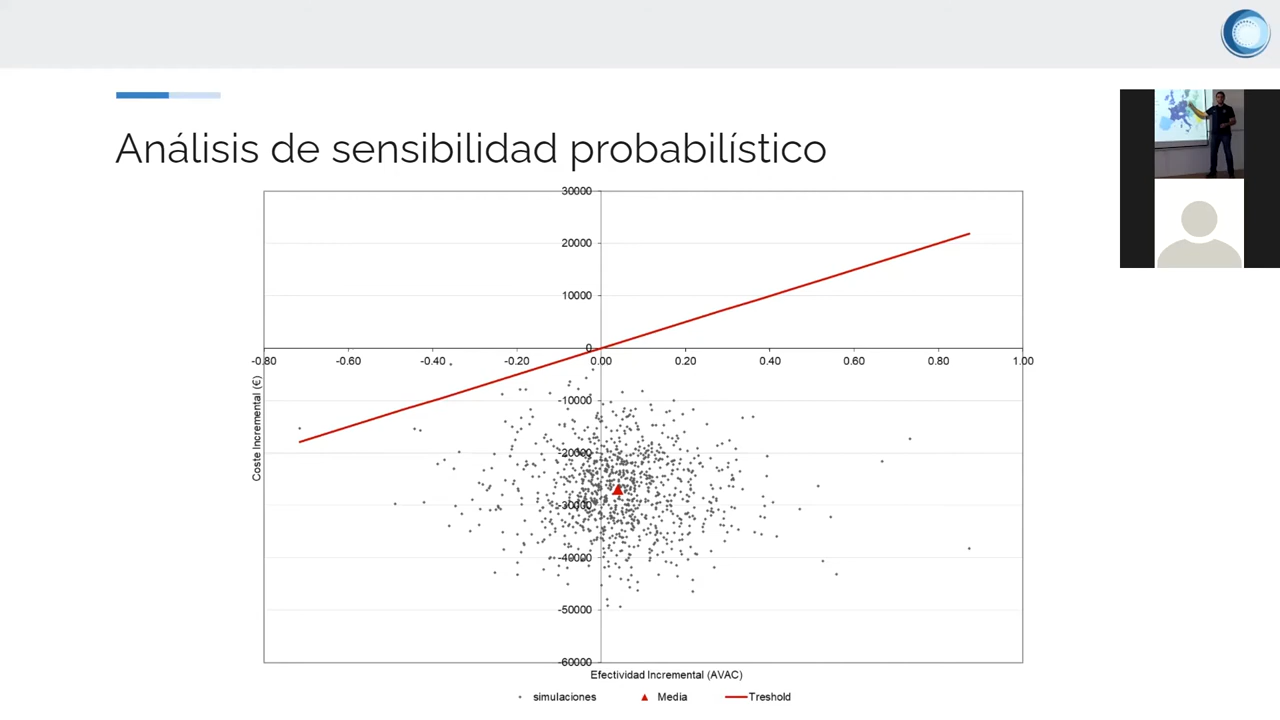 Análisis de sensibilidad probabilístico
30000
20000
10000
0
-0.80 -0.60 -0.40 -0.20 0.00 0.20 0.40 0.60 0.80 1.00
-10000
-20000
-30000
-40000
-50000
-60000
Coste Incremental (€)
Efectividad Incremental (AVAC)
simulaciones Media Treshold